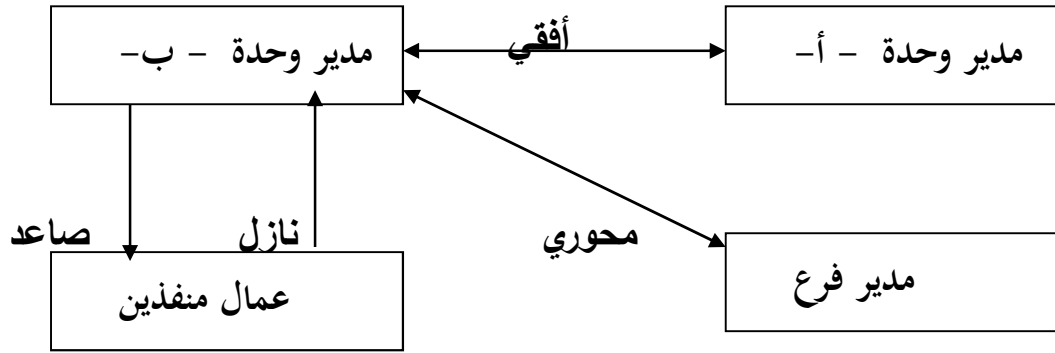 مدير وحدة - أ-
أفقي
مدير وحدة - ب-
محوري
نازل
صاعد
مدير فرع
عمال منفذين